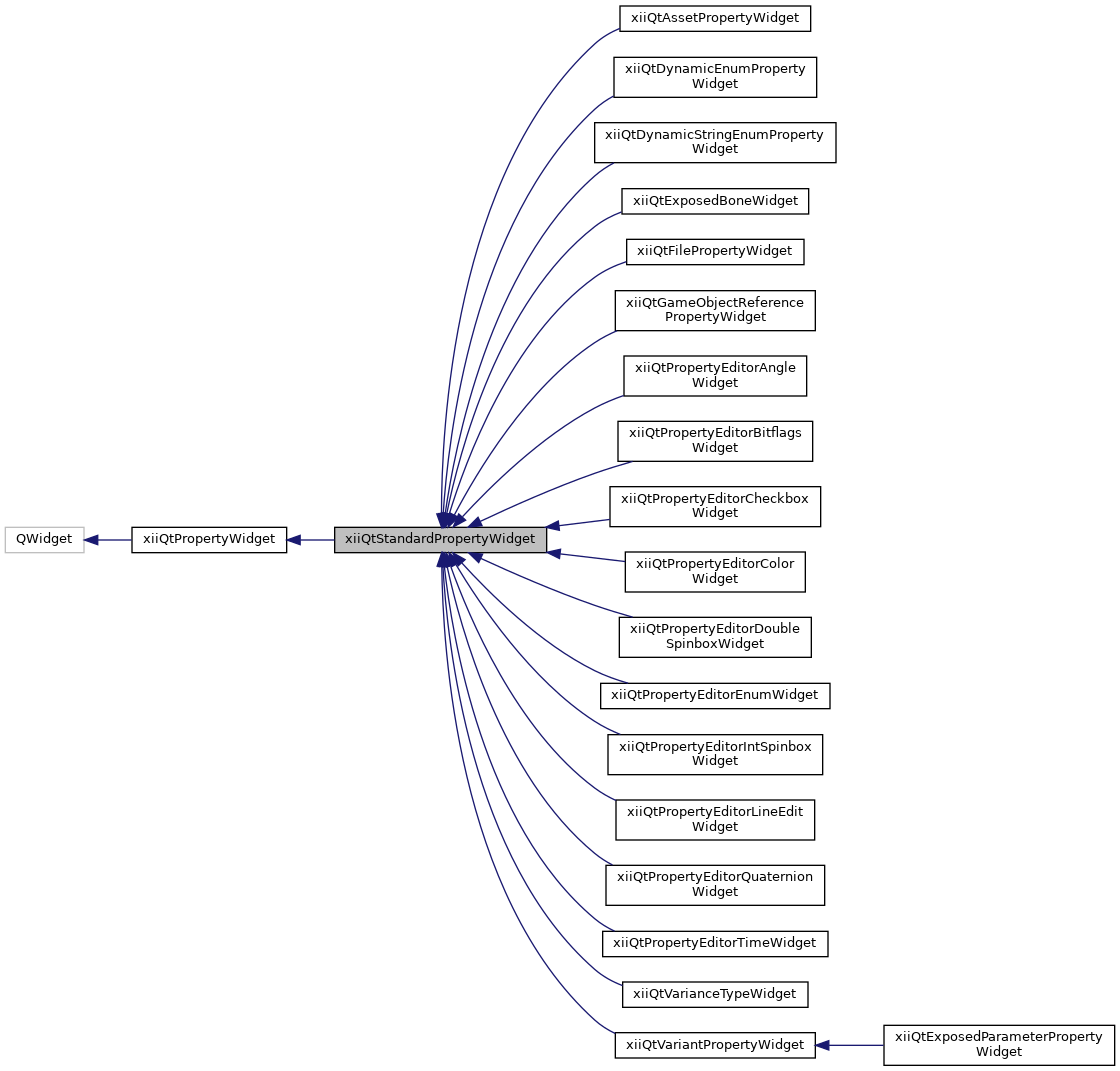 xiiQtAssetPropertyWidget
xiiQtDynamicEnumProperty
Widget
xiiQtDynamicStringEnumProperty
Widget
xiiQtExposedBoneWidget
xiiQtFilePropertyWidget
xiiQtGameObjectReference
PropertyWidget
xiiQtPropertyEditorAngle
Widget
xiiQtPropertyEditorBitflags
Widget
xiiQtPropertyEditorCheckbox
Widget
QWidget
xiiQtPropertyWidget
xiiQtStandardPropertyWidget
xiiQtPropertyEditorColor
Widget
xiiQtPropertyEditorDouble
SpinboxWidget
xiiQtPropertyEditorEnumWidget
xiiQtPropertyEditorIntSpinbox
Widget
xiiQtPropertyEditorLineEdit
Widget
xiiQtPropertyEditorQuaternion
Widget
xiiQtPropertyEditorTimeWidget
xiiQtVarianceTypeWidget
xiiQtVariantPropertyWidget
xiiQtExposedParameterProperty
Widget